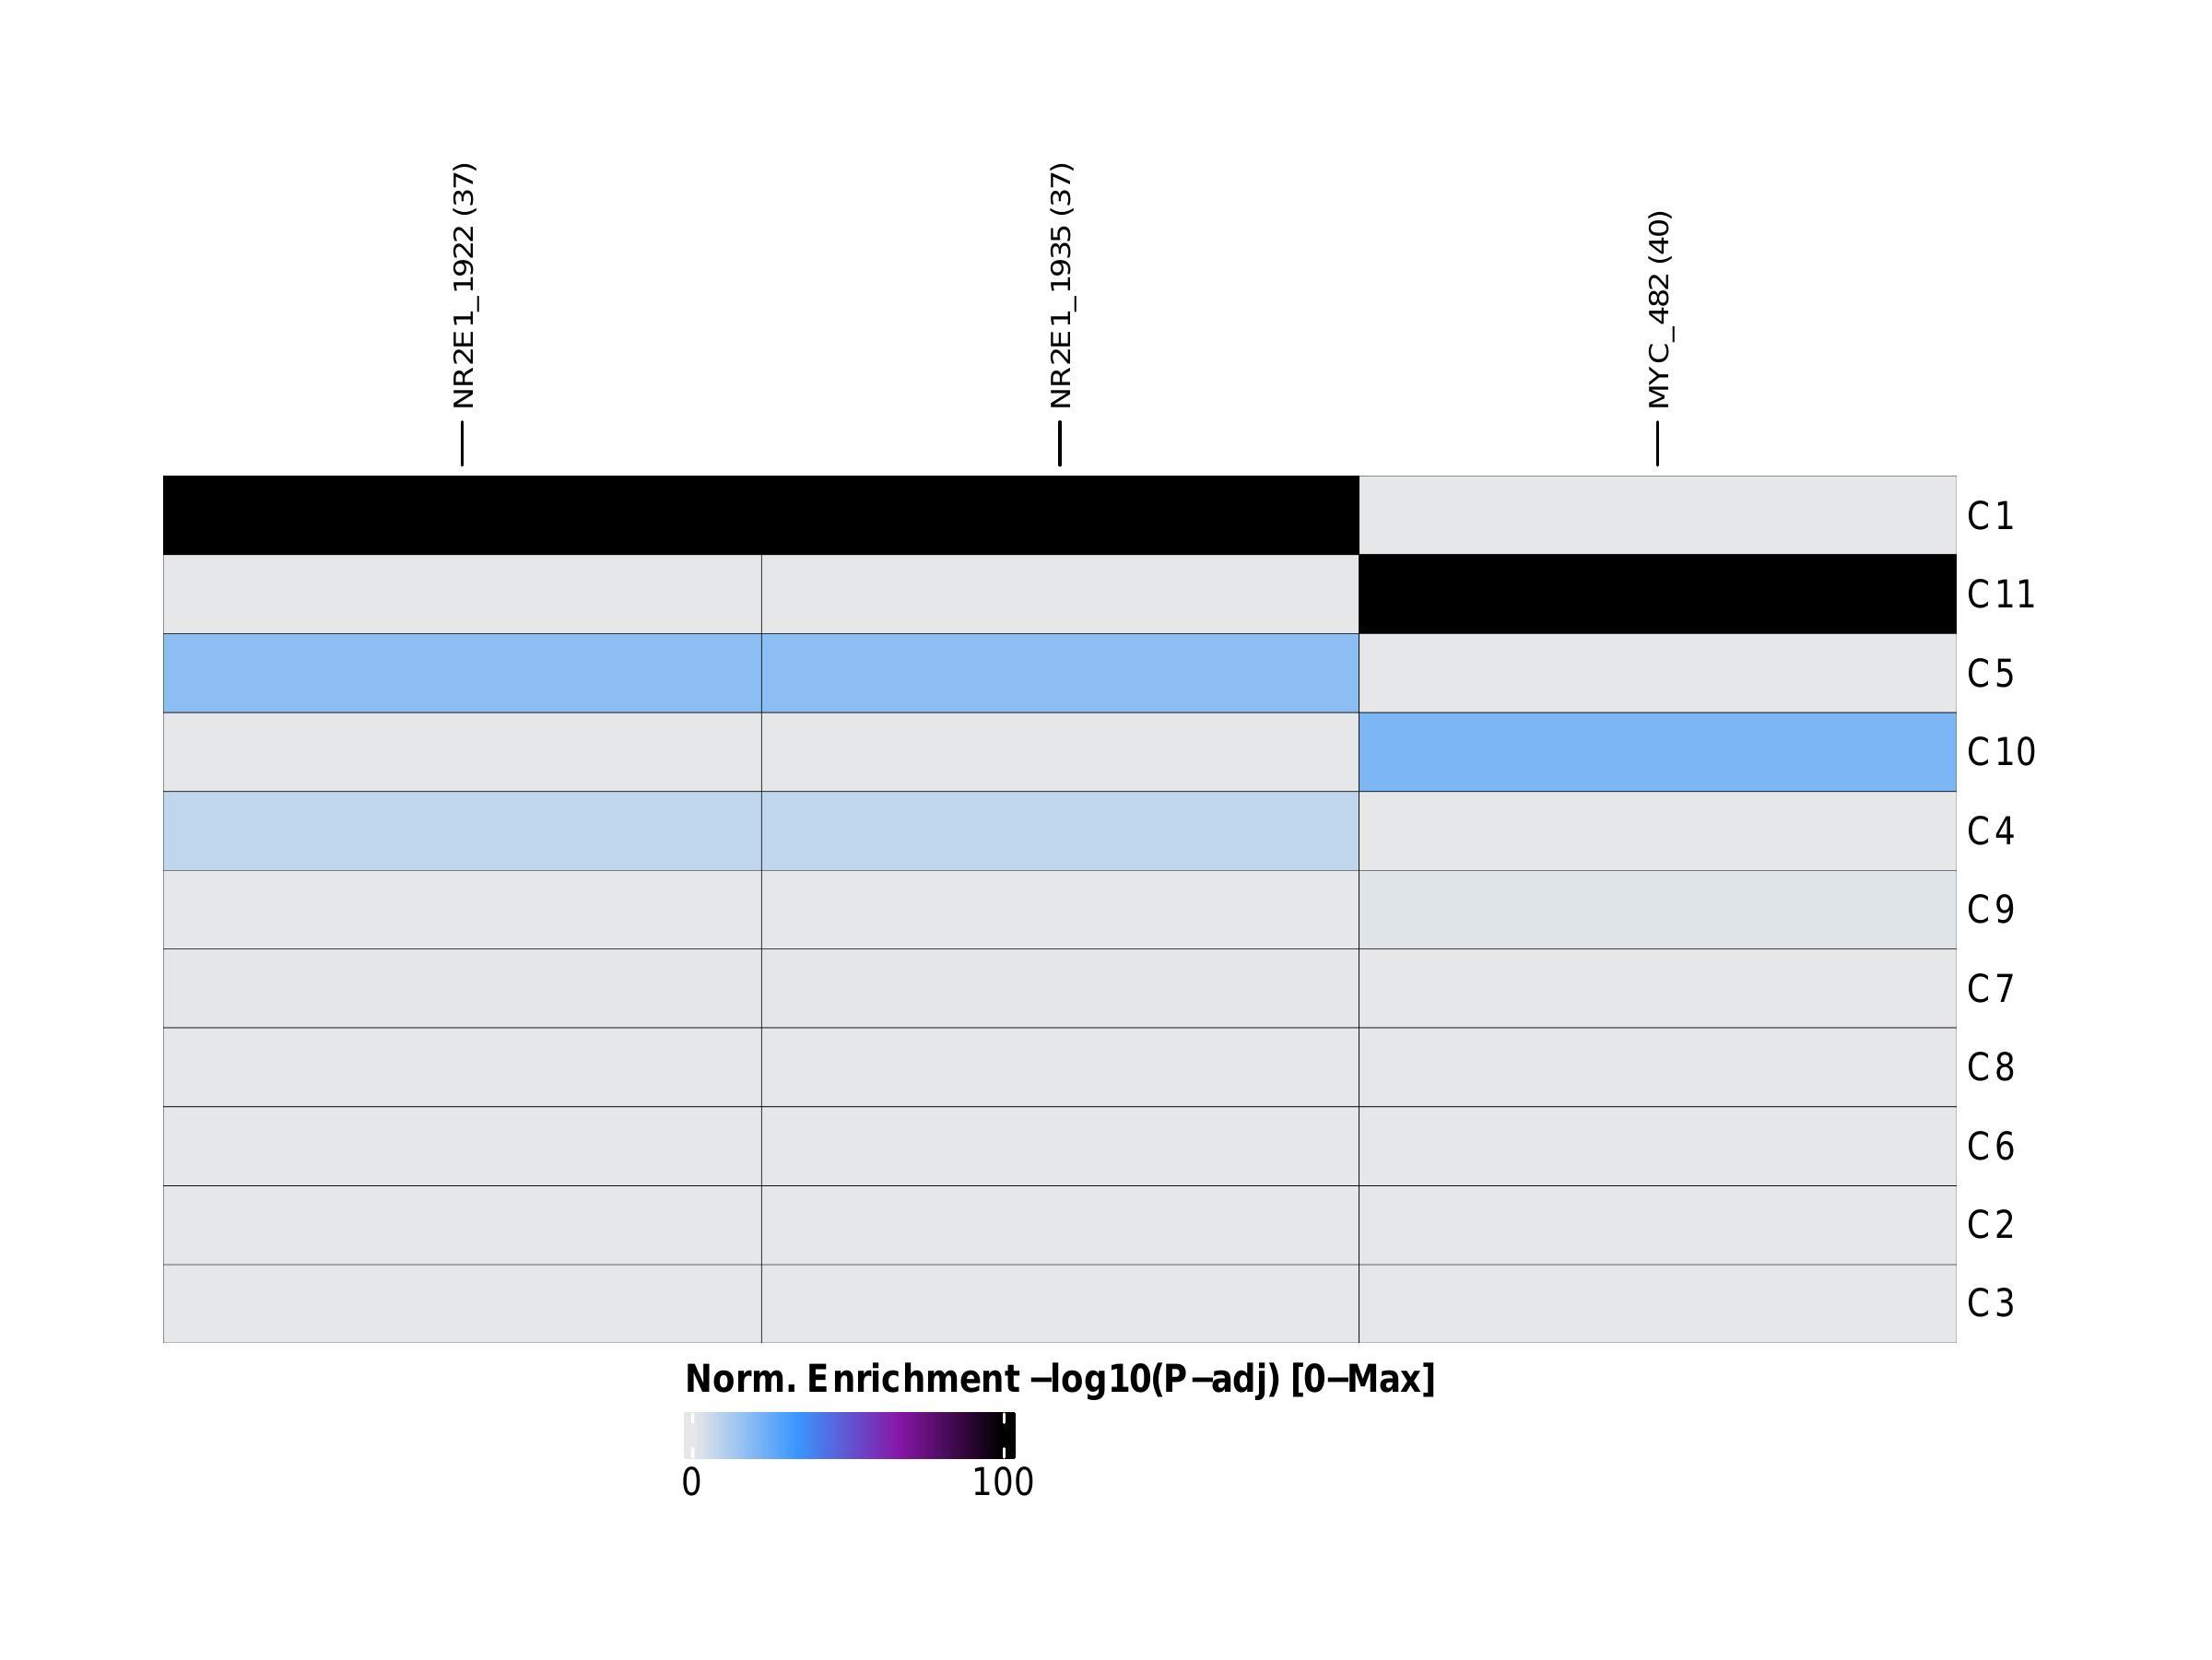 NR2E1_1922 (37)
NR2E1_1935 (37)
MYC_482 (40)
C1
C11
C5
C10
C4
C9
C7
C8
C6
C2
C3
Norm. Enrichment −log10(P−adj) [0−Max]
0 100